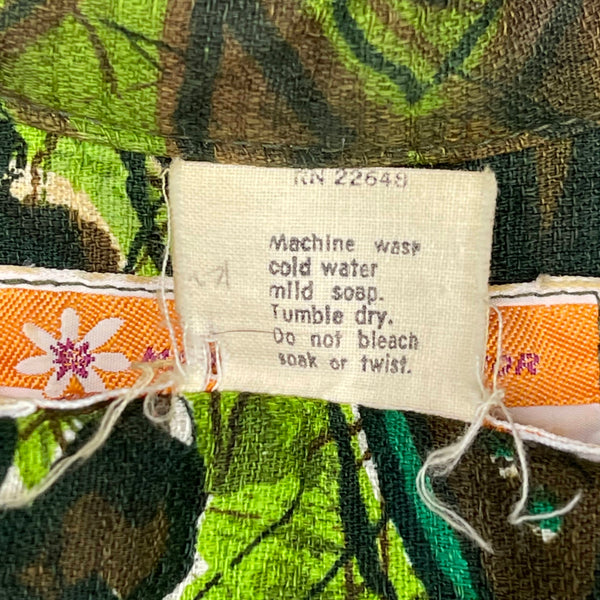 RN 22648
Machine wash
cold water
mild soap.
Tumble dry.
Do not bleach
soak or twist.